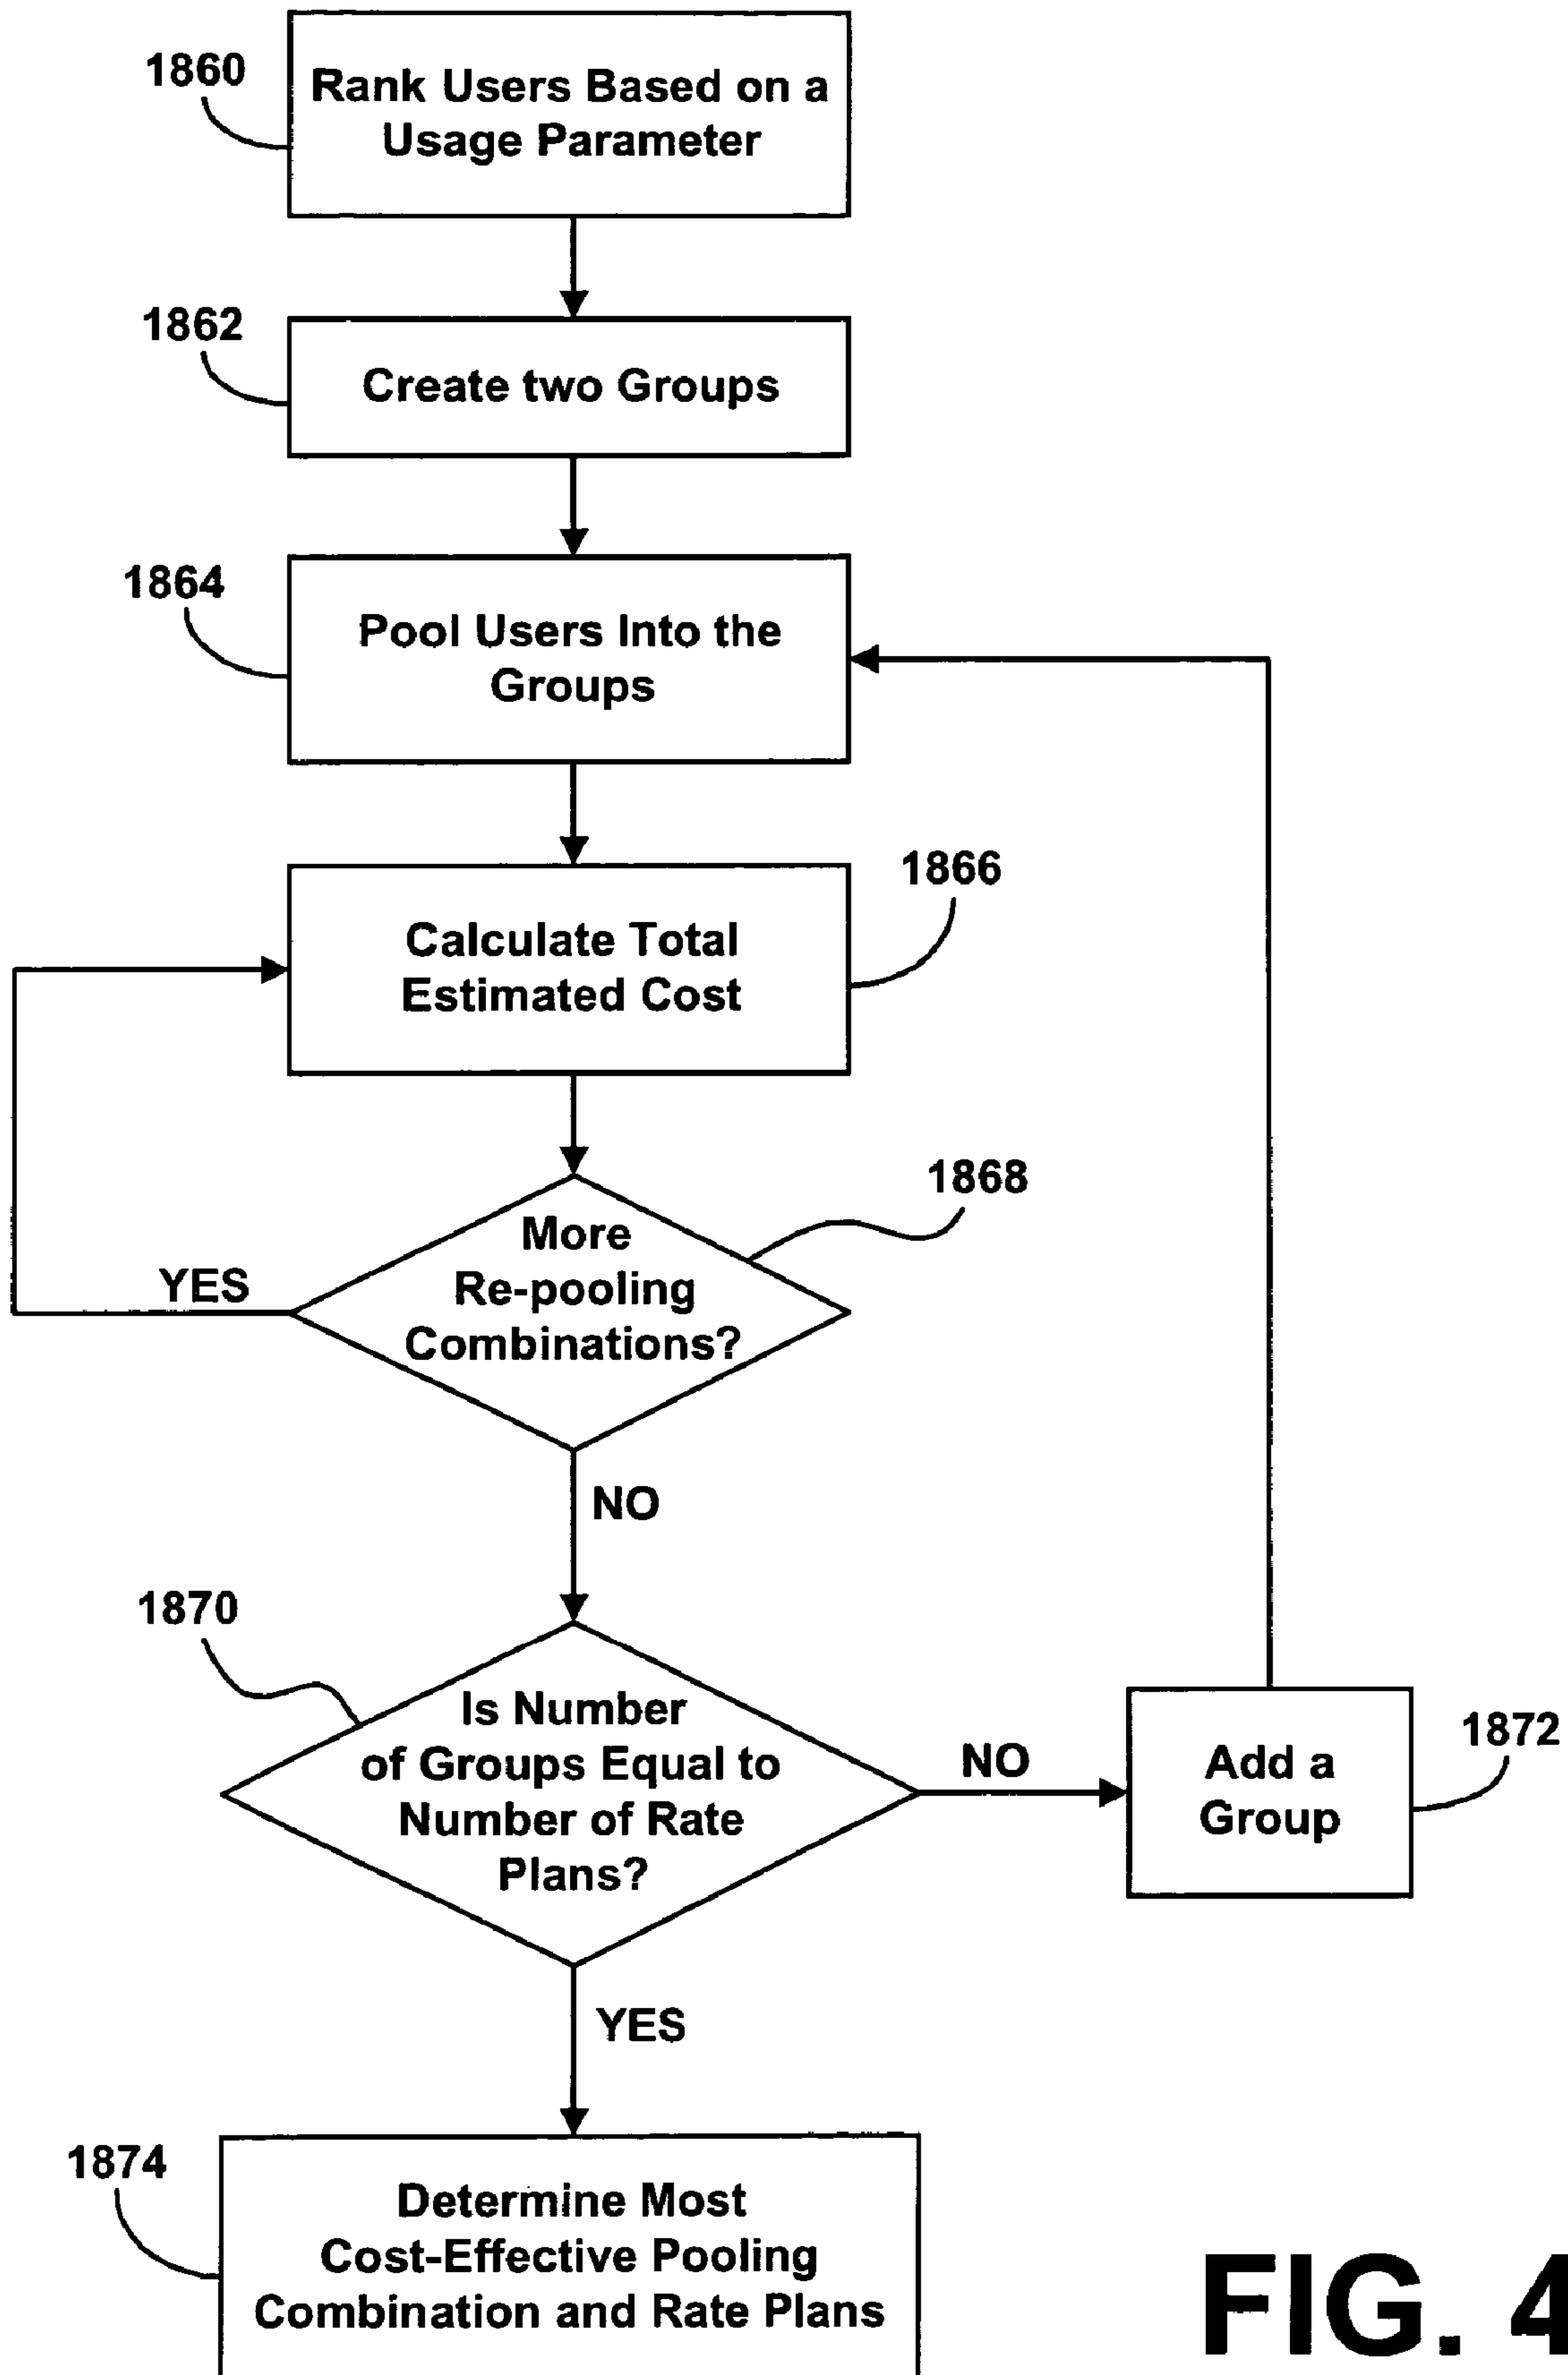 1860
Rank Users Based on a
Usage Parameter
1862
Create two Groups
1864
Pool Users Into the
Groups
1866
Calculate Total
Estimated Cost
1868
More
Re-pooling
Combinations?
YES
NO
1870
Is Number
of Groups Equal to
Number of Rate
Plans?
NO
1872
Add a
Group
YES
1874
Determine Most
Cost-Effective Pooling
Combination and Rate Plans
FIG. 4